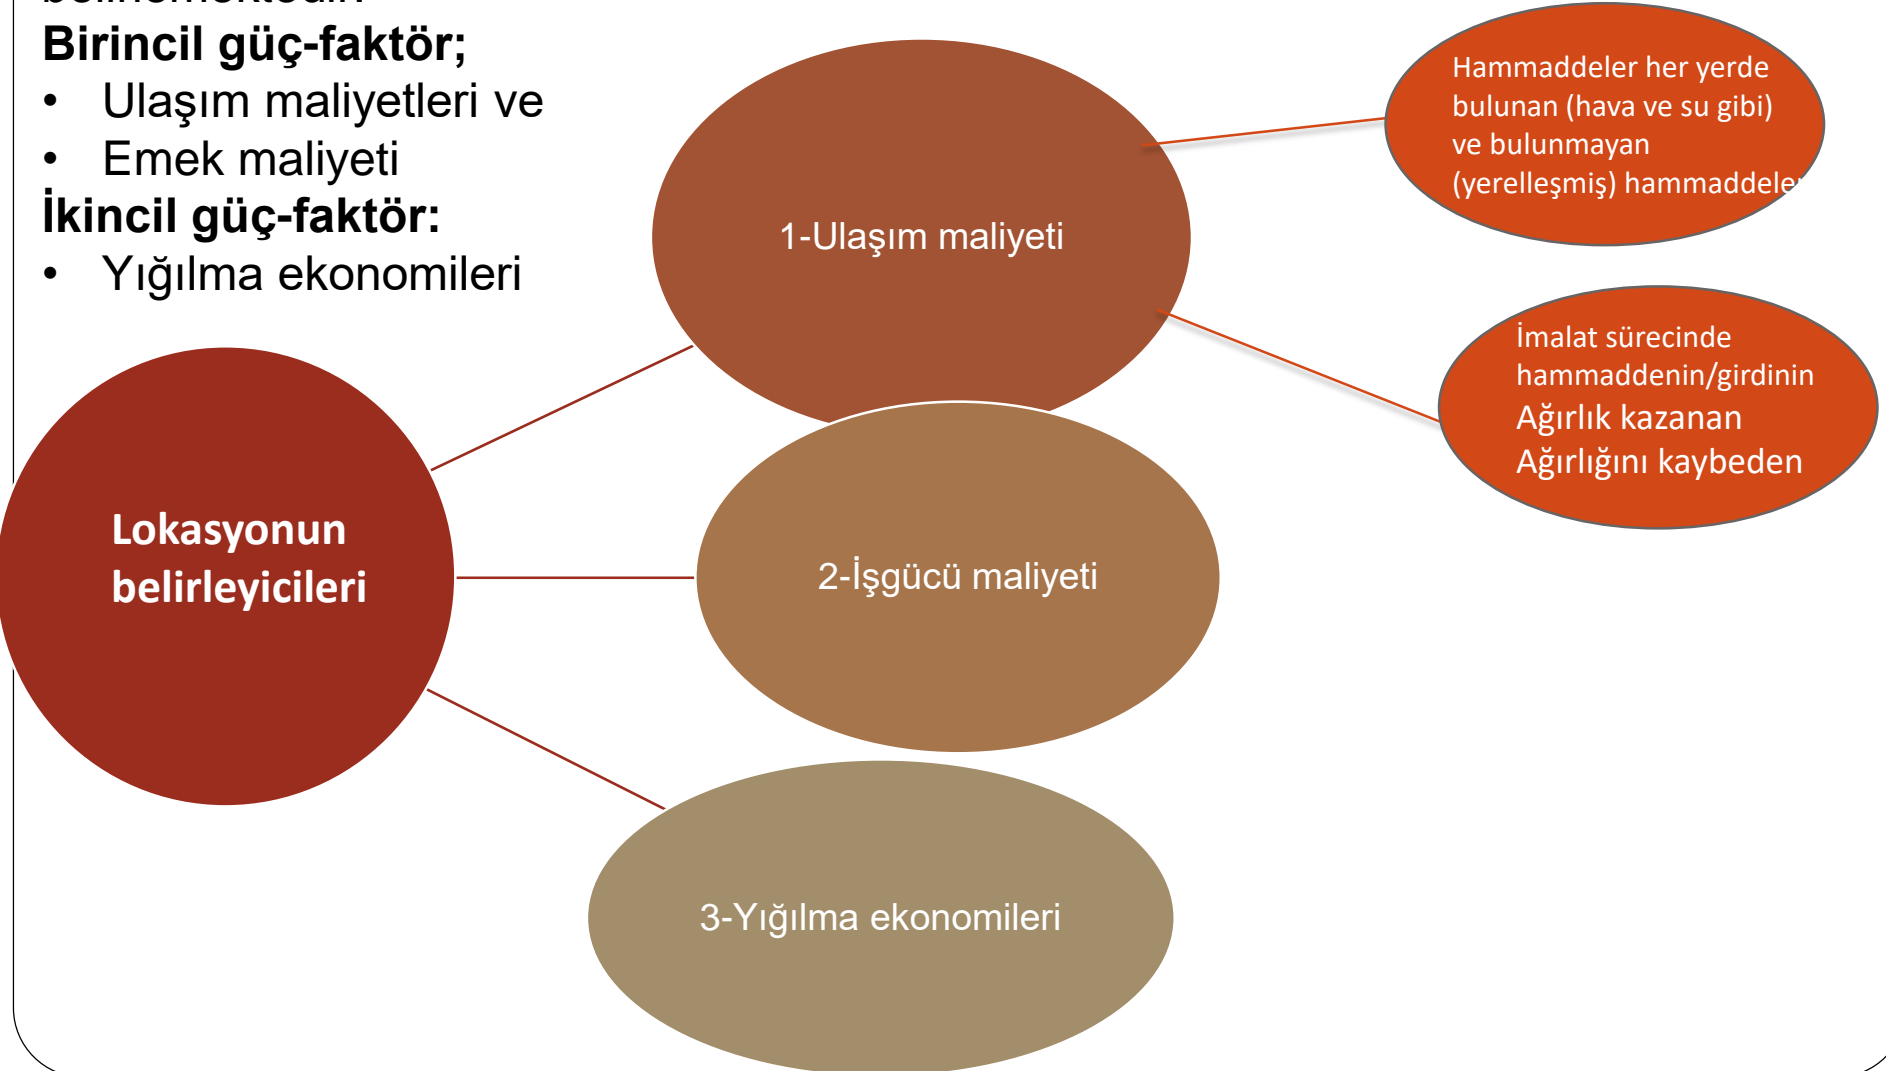 Birincil güç-faktör;
• Ulaşım maliyetleri ve
• Emek maliyeti
İkincil güç-faktör:
• Yığılma ekonomileri
Lokasyonun
belirleyicileri
1-Ulaşım maliyeti
2-İşgücü maliyeti
3-Yığılma ekonomileri
Hammaddeler her yerde
bulunan (hava ve su gibi)
ve bulunmayan
(yerelleşmiş) hammaddeler
İmalat sürecinde
hammaddenin/girdinin
Ağırlık kazanan
Ağırlığını kaybeden